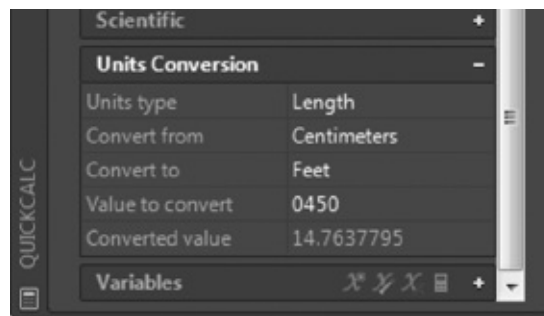 Scientific +
Units Conversion -
Units type Length
Convert from Centimeters
Convert to Feet
Value to convert 0450
Converted value 14.7637795
Variables
QUICKCALC